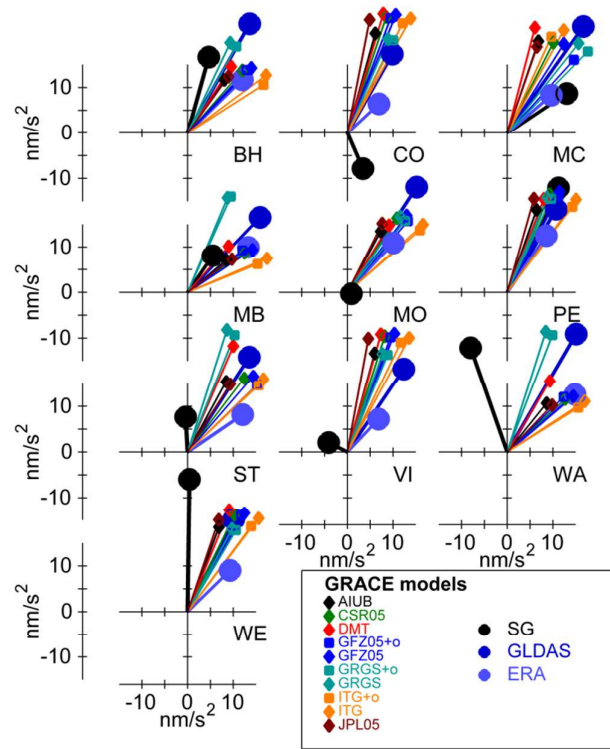 nm/s2
10
0
-10
BH
CO
MC
nm/s2
10
0
-10
MB
MO
PE
nm/s2
10
0
-10
ST
VI
WA
-10 0 10
nm/s2
-10 0 10
nm/s2
nm/s2
10
0
-10
WE
-10 0 10
nm/s2
GRACE models
AIUB
CSR05
DMT
GFZ05+o
GFZ05
GRGS+o
GRGS
ITG+o
ITG
JPL05
SG
GLDAS
ERA